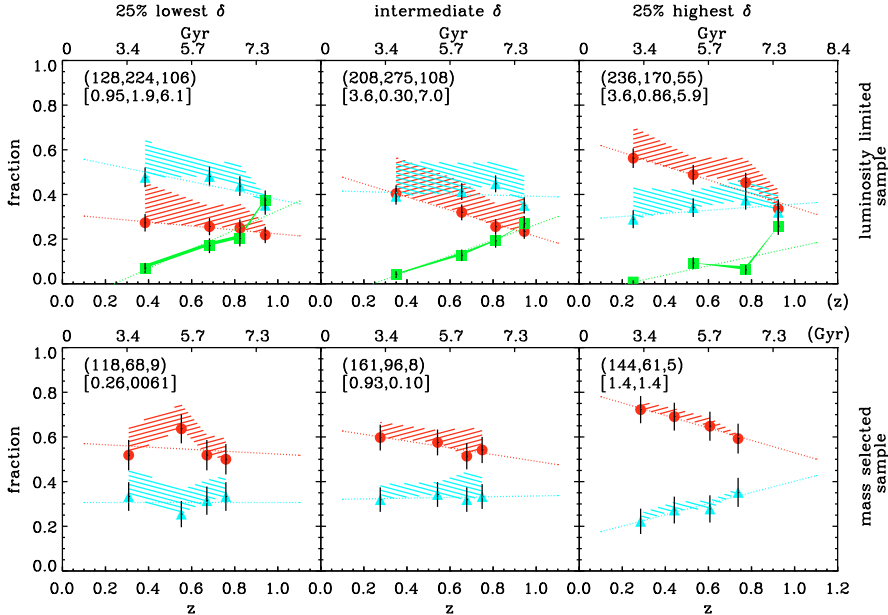 25% lowest δ intermediate δ 25% highest δ
Gyr Gyr Gyr
0 3.4 5.7 7.3 0 3.4 5.7 7.3 0 3.4 5.7 7.3 8.4
1.0
0.8
0.6
0.4
0.2
0.0
fraction
(128,224,106)
[0.95,1.9,6.1]
(208,275,108)
[3.6,0.30,7.0]
(236,170,55)
[3.6,0.86,5.9]
luminosity limited
sample
0.0 0.2 0.4 0.6 0.8 1.0 0.0 0.2 0.4 0.6 0.8 1.0 0.0 0.2 0.4 0.6 0.8 1.0 (z)
0 3.4 5.7 7.3 0 3.4 5.7 7.3 0 3.4 5.7 7.3 (Gyr)
1.0
0.8
0.6
0.4
0.2
0.0
fraction
(118,68,9)
[0.26,0061]
(161,96,8)
[0.93,0.10]
(144,61,5)
[1.4,1.4]
mass selected
sample
0.0 0.2 0.4 0.6 0.8 1.0 0.0 0.2 0.4 0.6 0.8 1.0 0.0 0.2 0.4 0.6 0.8 1.0 1.2
z z z